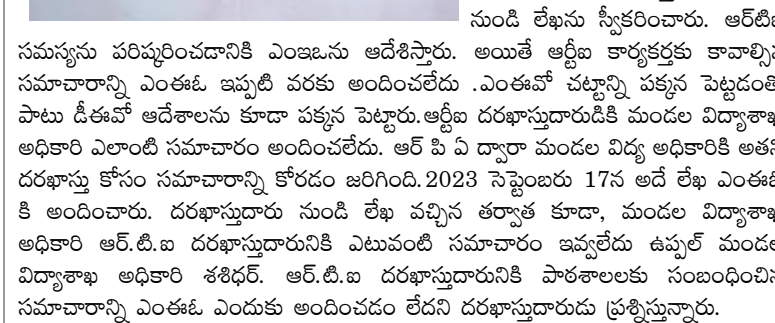 నుండి లేఖను స్వీకరించారు. ఆర్‌టిఐ
సమస్యను పరిష్కరించడానికి ఎంఇఒను ఆదేశిస్తారు. అయితే ఆర్టీఐ కార్యకర్తకు కావాల్సిన
సమాచారాన్ని ఎంఈఓ ఇప్పటి వరకు అందించలేదు .ఎంఈవో చట్టాన్ని పక్కన పెట్టడంతో
పాటు డీఈవో ఆదేశాలను కూడా పక్కన పెట్టారు.ఆర్టీఐ దరఖాస్తుదారుడికి మండల విద్యాశాఖ
అధికారి ఎలాంటి సమాచారం అందించలేదు. ఆర్ పి ఏ ద్వారా మండల విద్య అధికారికి అతని
దరఖాస్తు కోసం సమాచారాన్ని కోరడం జరిగింది. 2023 సెప్టెంబరు 17న అదే లేఖ ఎంఈఓ
కి అందించారు. దరఖాస్తుదారు నుండి లేఖ వచ్చిన తర్వాత కూడా, మండల విద్యాశాఖ
అధికారి ఆర్.టి.ఐ దరఖాస్తుదారునికి ఎటువంటి సమాచారం ఇవ్వలేదు ఉప్పల్ మండల
విద్యాశాఖ అధికారి శశిధర్. ఆర్.టి.ఐ దరఖాస్తుదారునికి పాఠశాలలకు సంబంధించిన
సమాచారాన్ని ఎంఈఓ ఎందుకు అందించడం లేదని దరఖాస్తుదారుడు ప్రశ్నిస్తున్నారు.